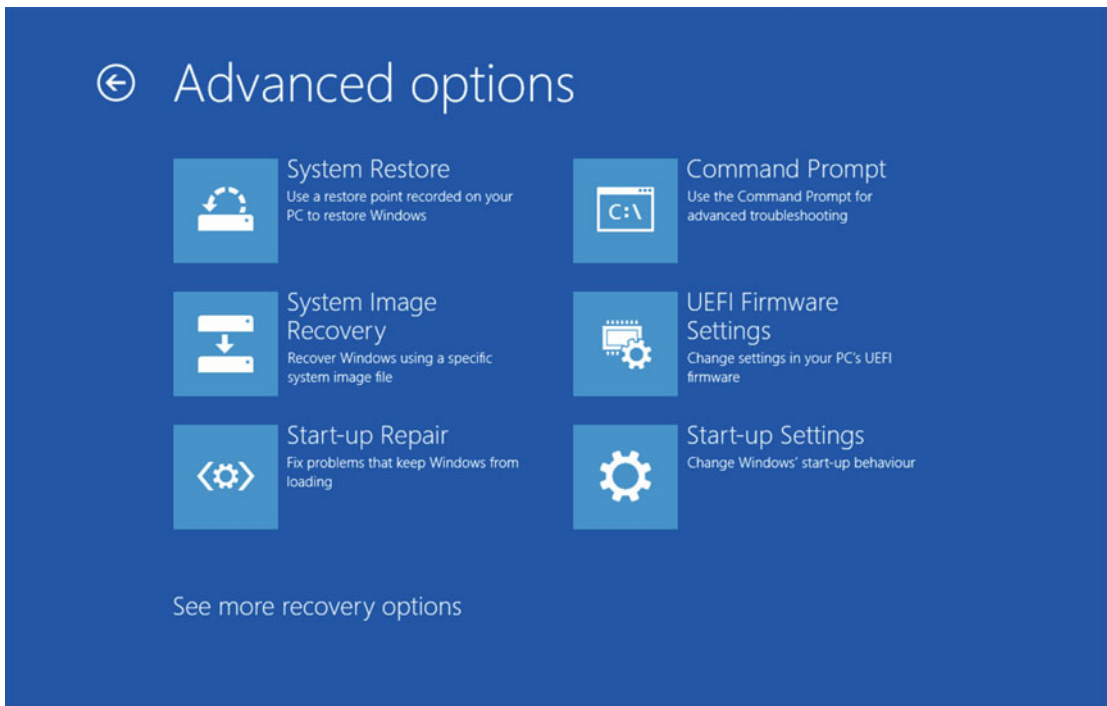 Advanced options
System Restore
Use a restore point recorded on your
PC to restore Windows
Command Prompt
Use the Command Prompt for
advanced troubleshooting
C:\
System Image
Recovery
Recover Windows using a specific
system image file
UEFI Firmware
Settings
Change settings in your PC's UEFI
firmware
Start-up Repair
Fix problems that keep Windows from
loading
Start-up Settings
Change Windows' start-up behaviour
See more recovery options